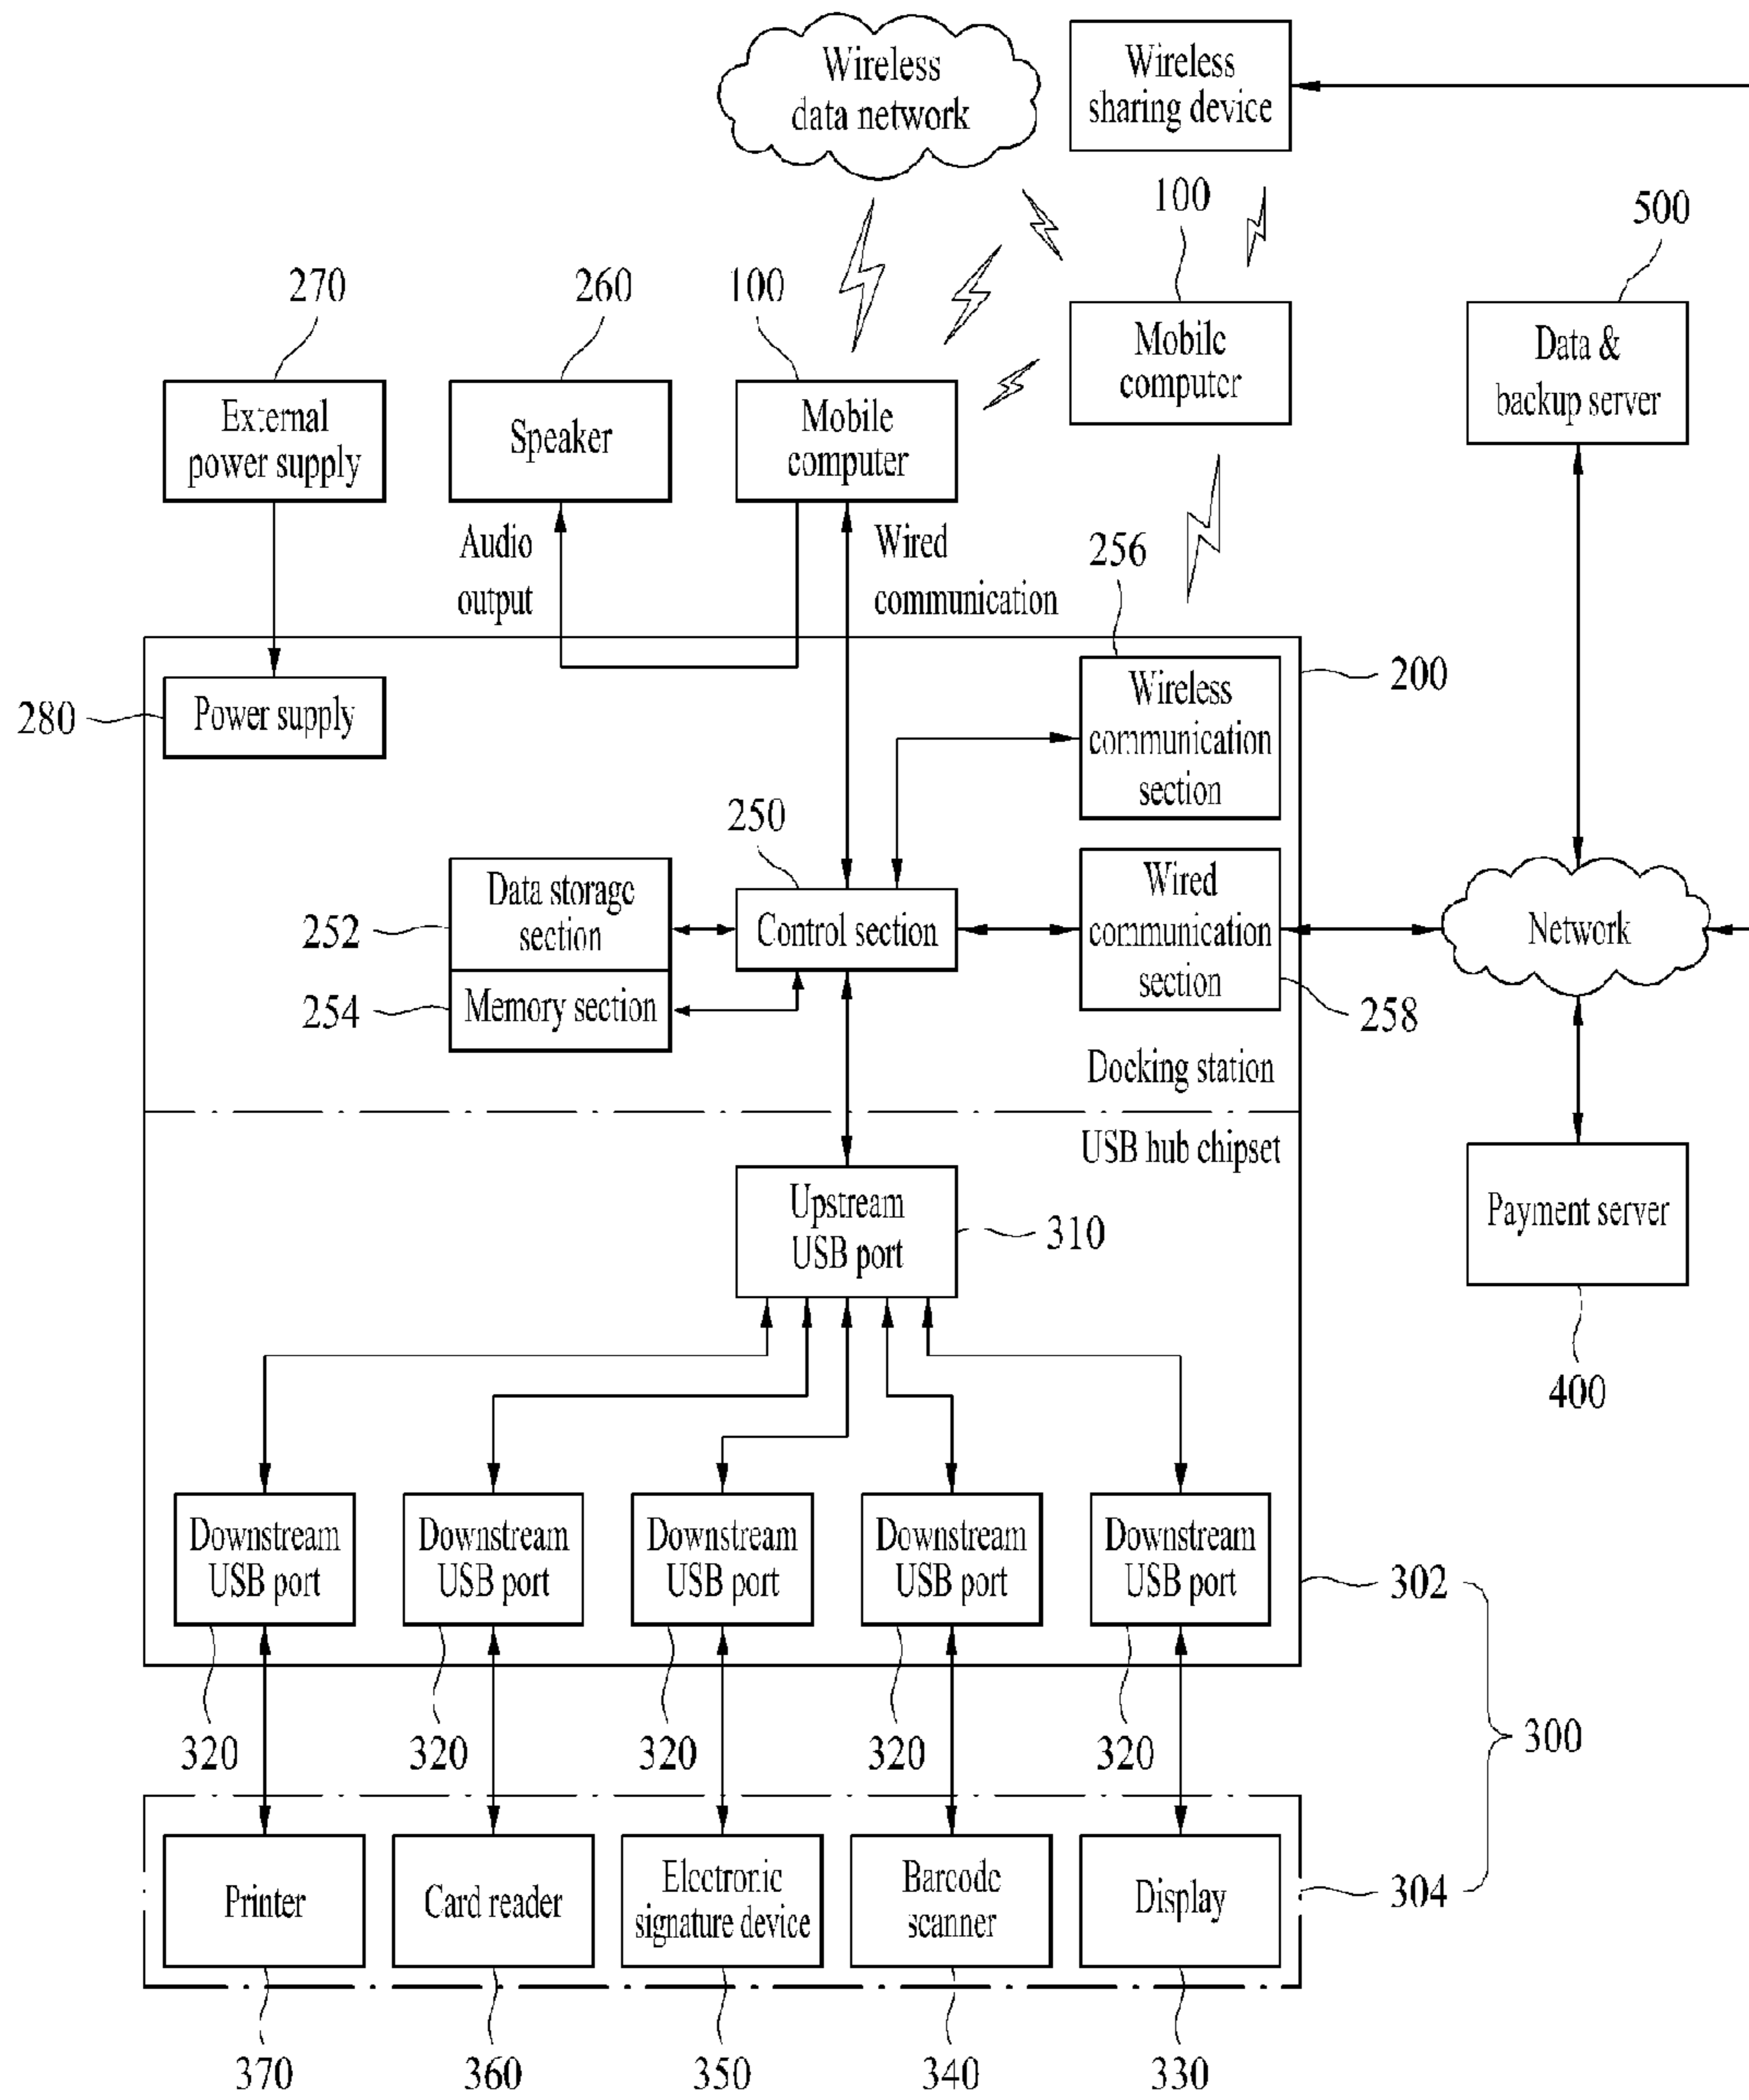 Wireless
data network
Wireless
sharing device
100
500
270
260
100
Mobile
computer
Data &
backup server
External
power supply
Speaker
Mobile
computer
Audio
output
Wired
communication
256
200
280
Power supply
Wireless
communication
section
250
252
Data storage
section
Control section
Wired
communication
section
Network
254
Memory section
258
Docking station
USB hub chipset
Upstream
USB port
310
Payment server
400
Downstream
USB port
Downstream
USB port
Downstream
USB port
Downstream
USB port
Downstream
USB port
302
320
320
320
320
320
300
Printer
Card reader
Electronic
signature device
Barcode
scanner
Display
304
370
360
350
340
330